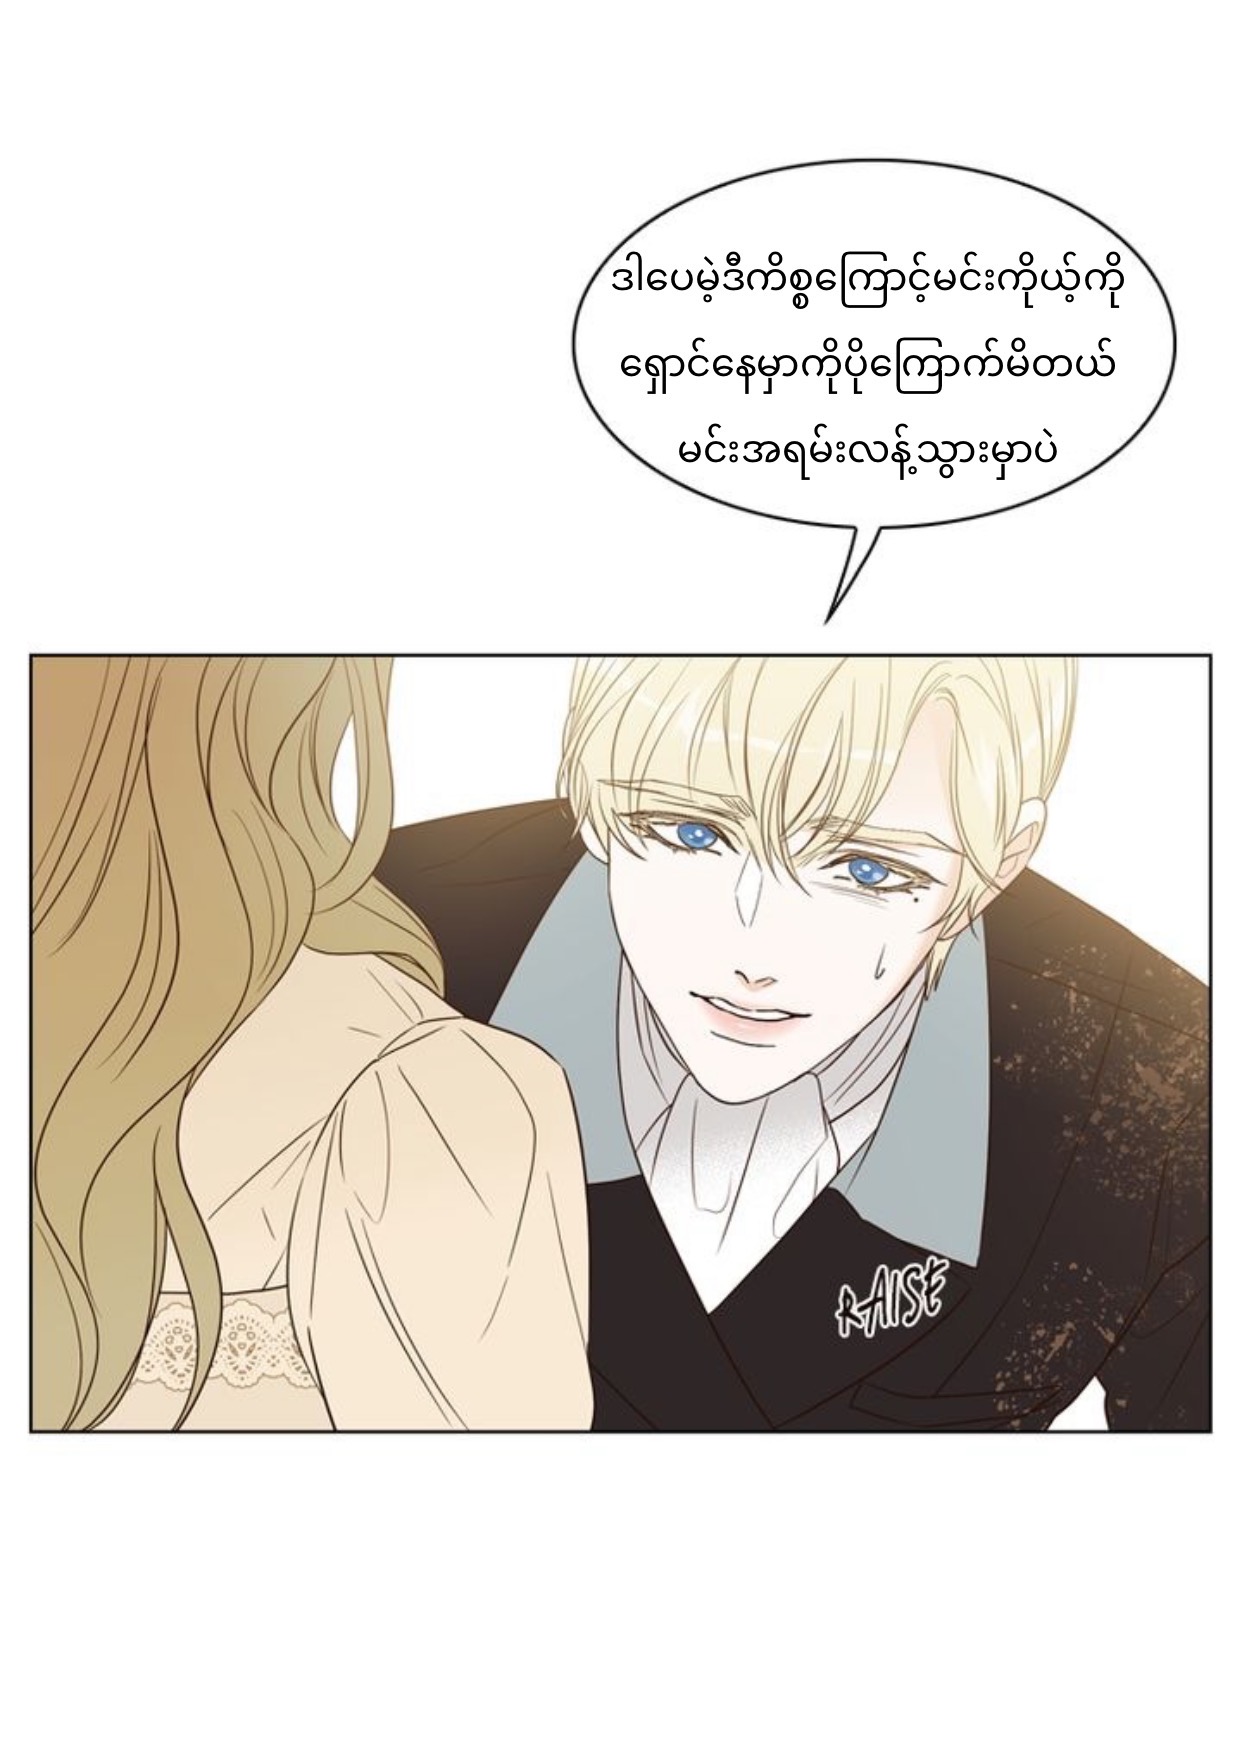 ဒါပေမဲ့ဒီကိစ္စကြောင့်မင်းကိုယ့်ကို
ရှောင်နေမှာကိုပိုကြောက်မိတယ်
မင်းအရမ်းလန့်သွားမှာပဲ
RAISE